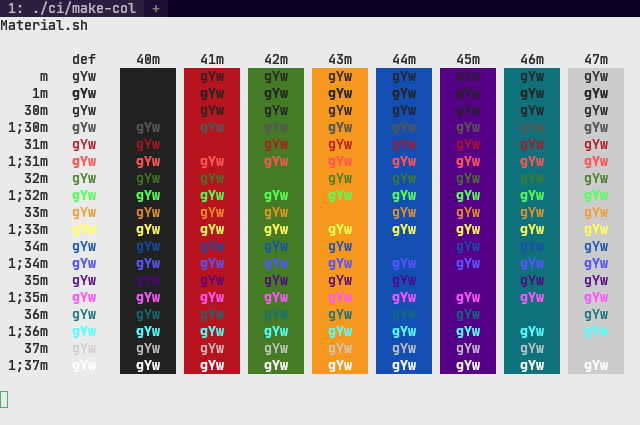 1: ./ci/make-col +
Material.sh
def 40m 41m 42m 43m 44m 45m 46m 47m
m gYw gYw gYw gYw gYw gYw gYw gYw
1m gYw gYw gYw gYw gYw gYw gYw gYw
30m gYw gYw gYw gYw gYw gYw gYw gYw
1;30m gYw gYw gYw gYw gYw gYw gYw gYw gYw
31m gYw gYw gYw gYw gYw gYw gYw gYw
1;31m gYw gYw gYw gYw gYw gYw gYw gYw gYw
32m gYw gYw gYw gYw gYw gYw gYw gYw
1;32m gYw gYw gYw gYw gYw gYw gYw gYw gYw
33m gYw gYw gYw gYw gYw gYw gYw gYw
1;33m gYw gYw gYw gYw gYw gYw gYw gYw gYw
34m gYw gYw gYw gYw gYw gYw gYw gYw
1;34m gYw gYw gYw gYw gYw gYw gYw gYw gYw
35m gYw gYw gYw gYw gYw gYw gYw gYw
1;35m gYw gYw gYw gYw gYw gYw gYw gYw gYw
36m gYw gYw gYw gYw gYw gYw gYw gYw
1;36m gYw gYw gYw gYw gYw gYw gYw gYw gYw
37m gYw gYw gYw gYw gYw gYw gYw gYw
1;37m gYw gYw gYw gYw gYw gYw gYw gYw gYw